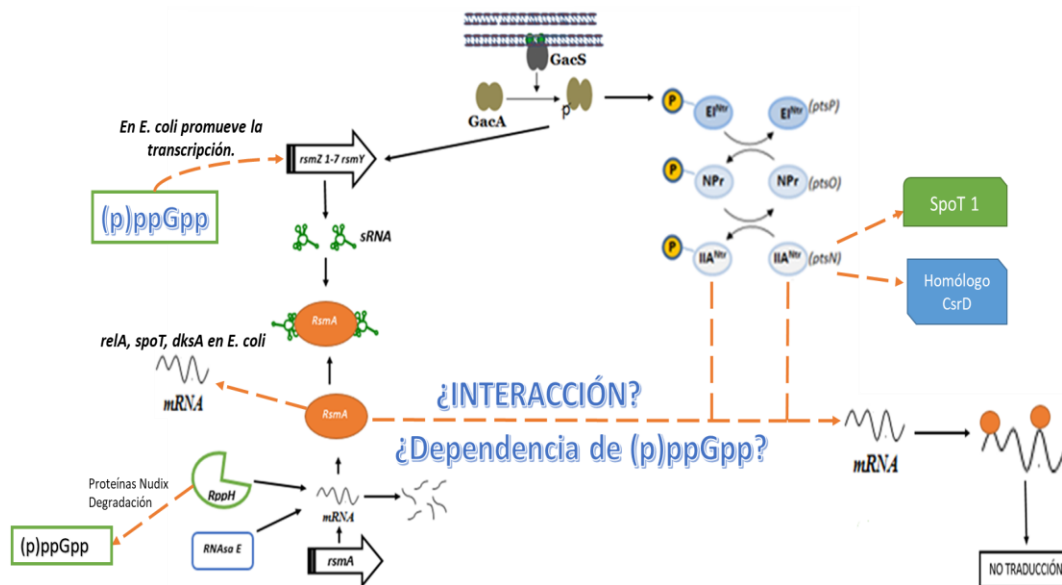 GacS
GacA
p
P
EI^Ntr
EI^Ntr
(ptsP)
En E. coli promueve la
transcripción.
rsmZ 1-7 rsmY
(p)ppGpp
P
NPr
NPr
(ptsO)
SpoT 1
sRNA
P
IIA^Ntr
IIA^Ntr
(ptsN)
Homólogo
CsrD
RsmA
relA, spoT, dksA en E. coli
mRNA
RsmA
¿INTERACCIÓN?
¿Dependencia de (p)ppGpp?
mRNA
Proteínas Nudix
Degradación
RppH
mRNA
(p)ppGpp
RNAsa E
rsmA
NO TRADUCCIÓN